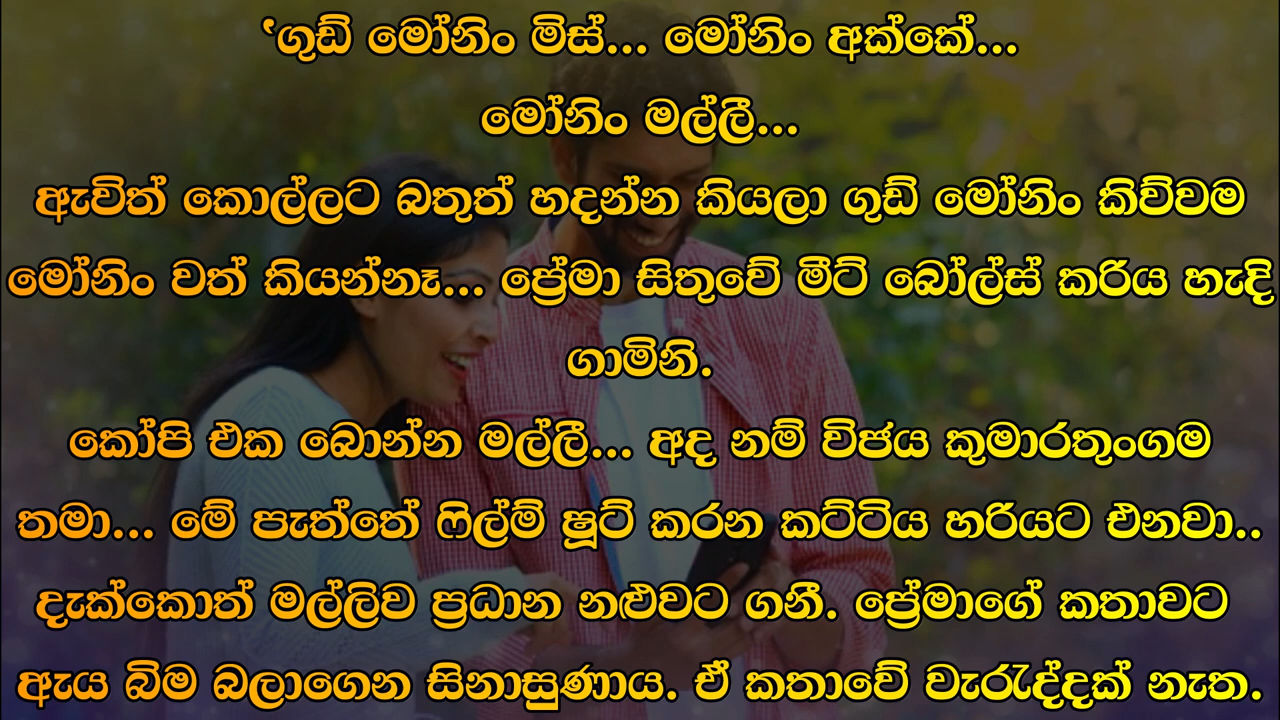 ‛ගුඩ් මෝනිං මිස්... මෝනිං අක්කේ...
මෝනිං මල්ලී...
ඇවිත් කොල්ලට බතුත් හදන්න කියලා ගුඩ් මෝනිං කිව්වම
මෝනිං වත් කියන්නෑ... ප්‍රේමා සිතුවේ මීට් බෝල්ස් කරිය හැදි
ගාමිනි.
කෝපි එක බොන්න මල්ලී... අද නම් විජය කුමාරතුංගම
තමා... මේ පැත්තේ ෆිල්ම් ෂූට් කරන කට්ටිය හරියට එනවා..
දැක්කොත් මල්ලිව ප්‍රධාන නළුවට ගනී. ප්‍රේමාගේ කතාවට
ඇය බිම බලාගෙන සිනාසුණාය. ඒ කතාවේ වැරැද්දක් නැත.